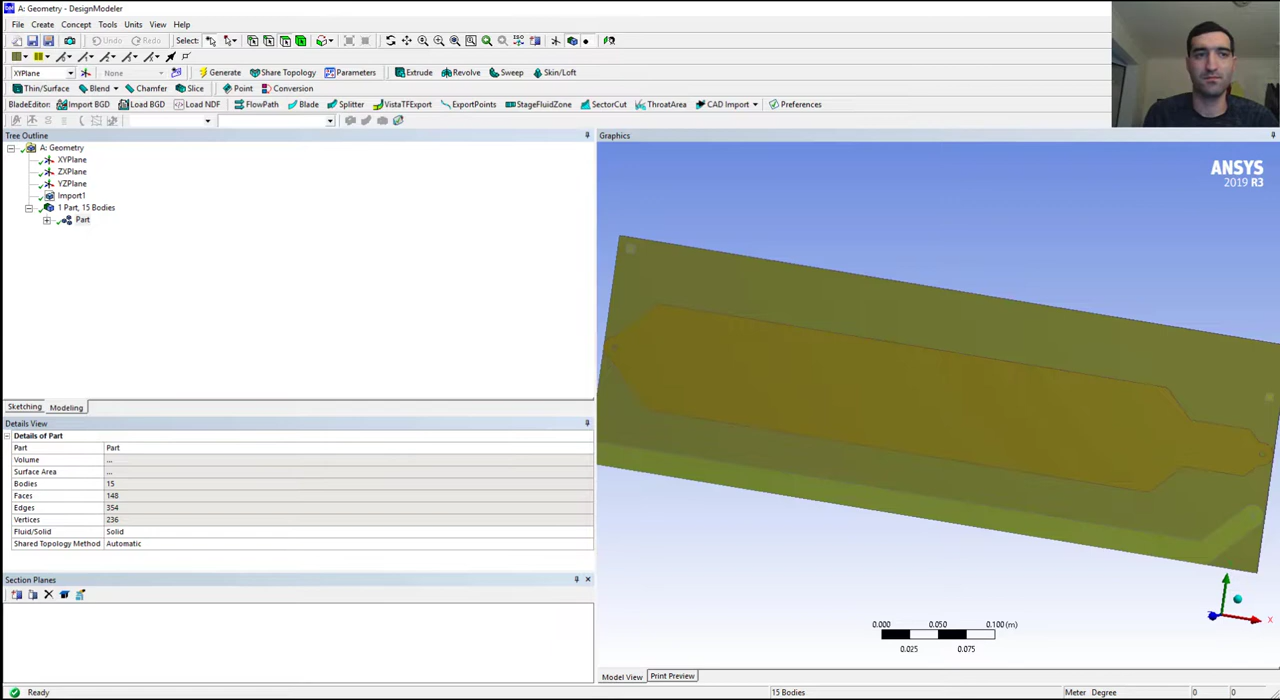 A: Geometry - DesignModeler
File Create Concept Tools Units View Help
Undo Redo Select:
XYPlane None Generate Share Topology Parameters Extrude Revolve Sweep Skin/Loft
Thin/Surface Blend Chamfer Slice Point Conversion
BladeEditor: Import BGD Load BGD Load NDF FlowPath Blade Splitter VistaTFExport ExportPoints StageFluidZone SectorCut ThroatArea CAD Import Preferences
Tree Outline
A: Geometry
XYPlane
ZXPlane
YZPlane
Import1
1 Part, 15 Bodies
Part
Sketching Modeling
Details View
Details of Part
Part Part
Volume ...
Surface Area ...
Bodies 15
Faces 148
Edges 354
Vertices 236
Fluid/Solid Solid
Shared Topology Method Automatic
Section Planes
Graphics
ANSYS
2019 R3
0.000 0.050 0.100 (m)
0.025 0.075
X
Model View Print Preview
Ready 15 Bodies Meter Degree 0 0